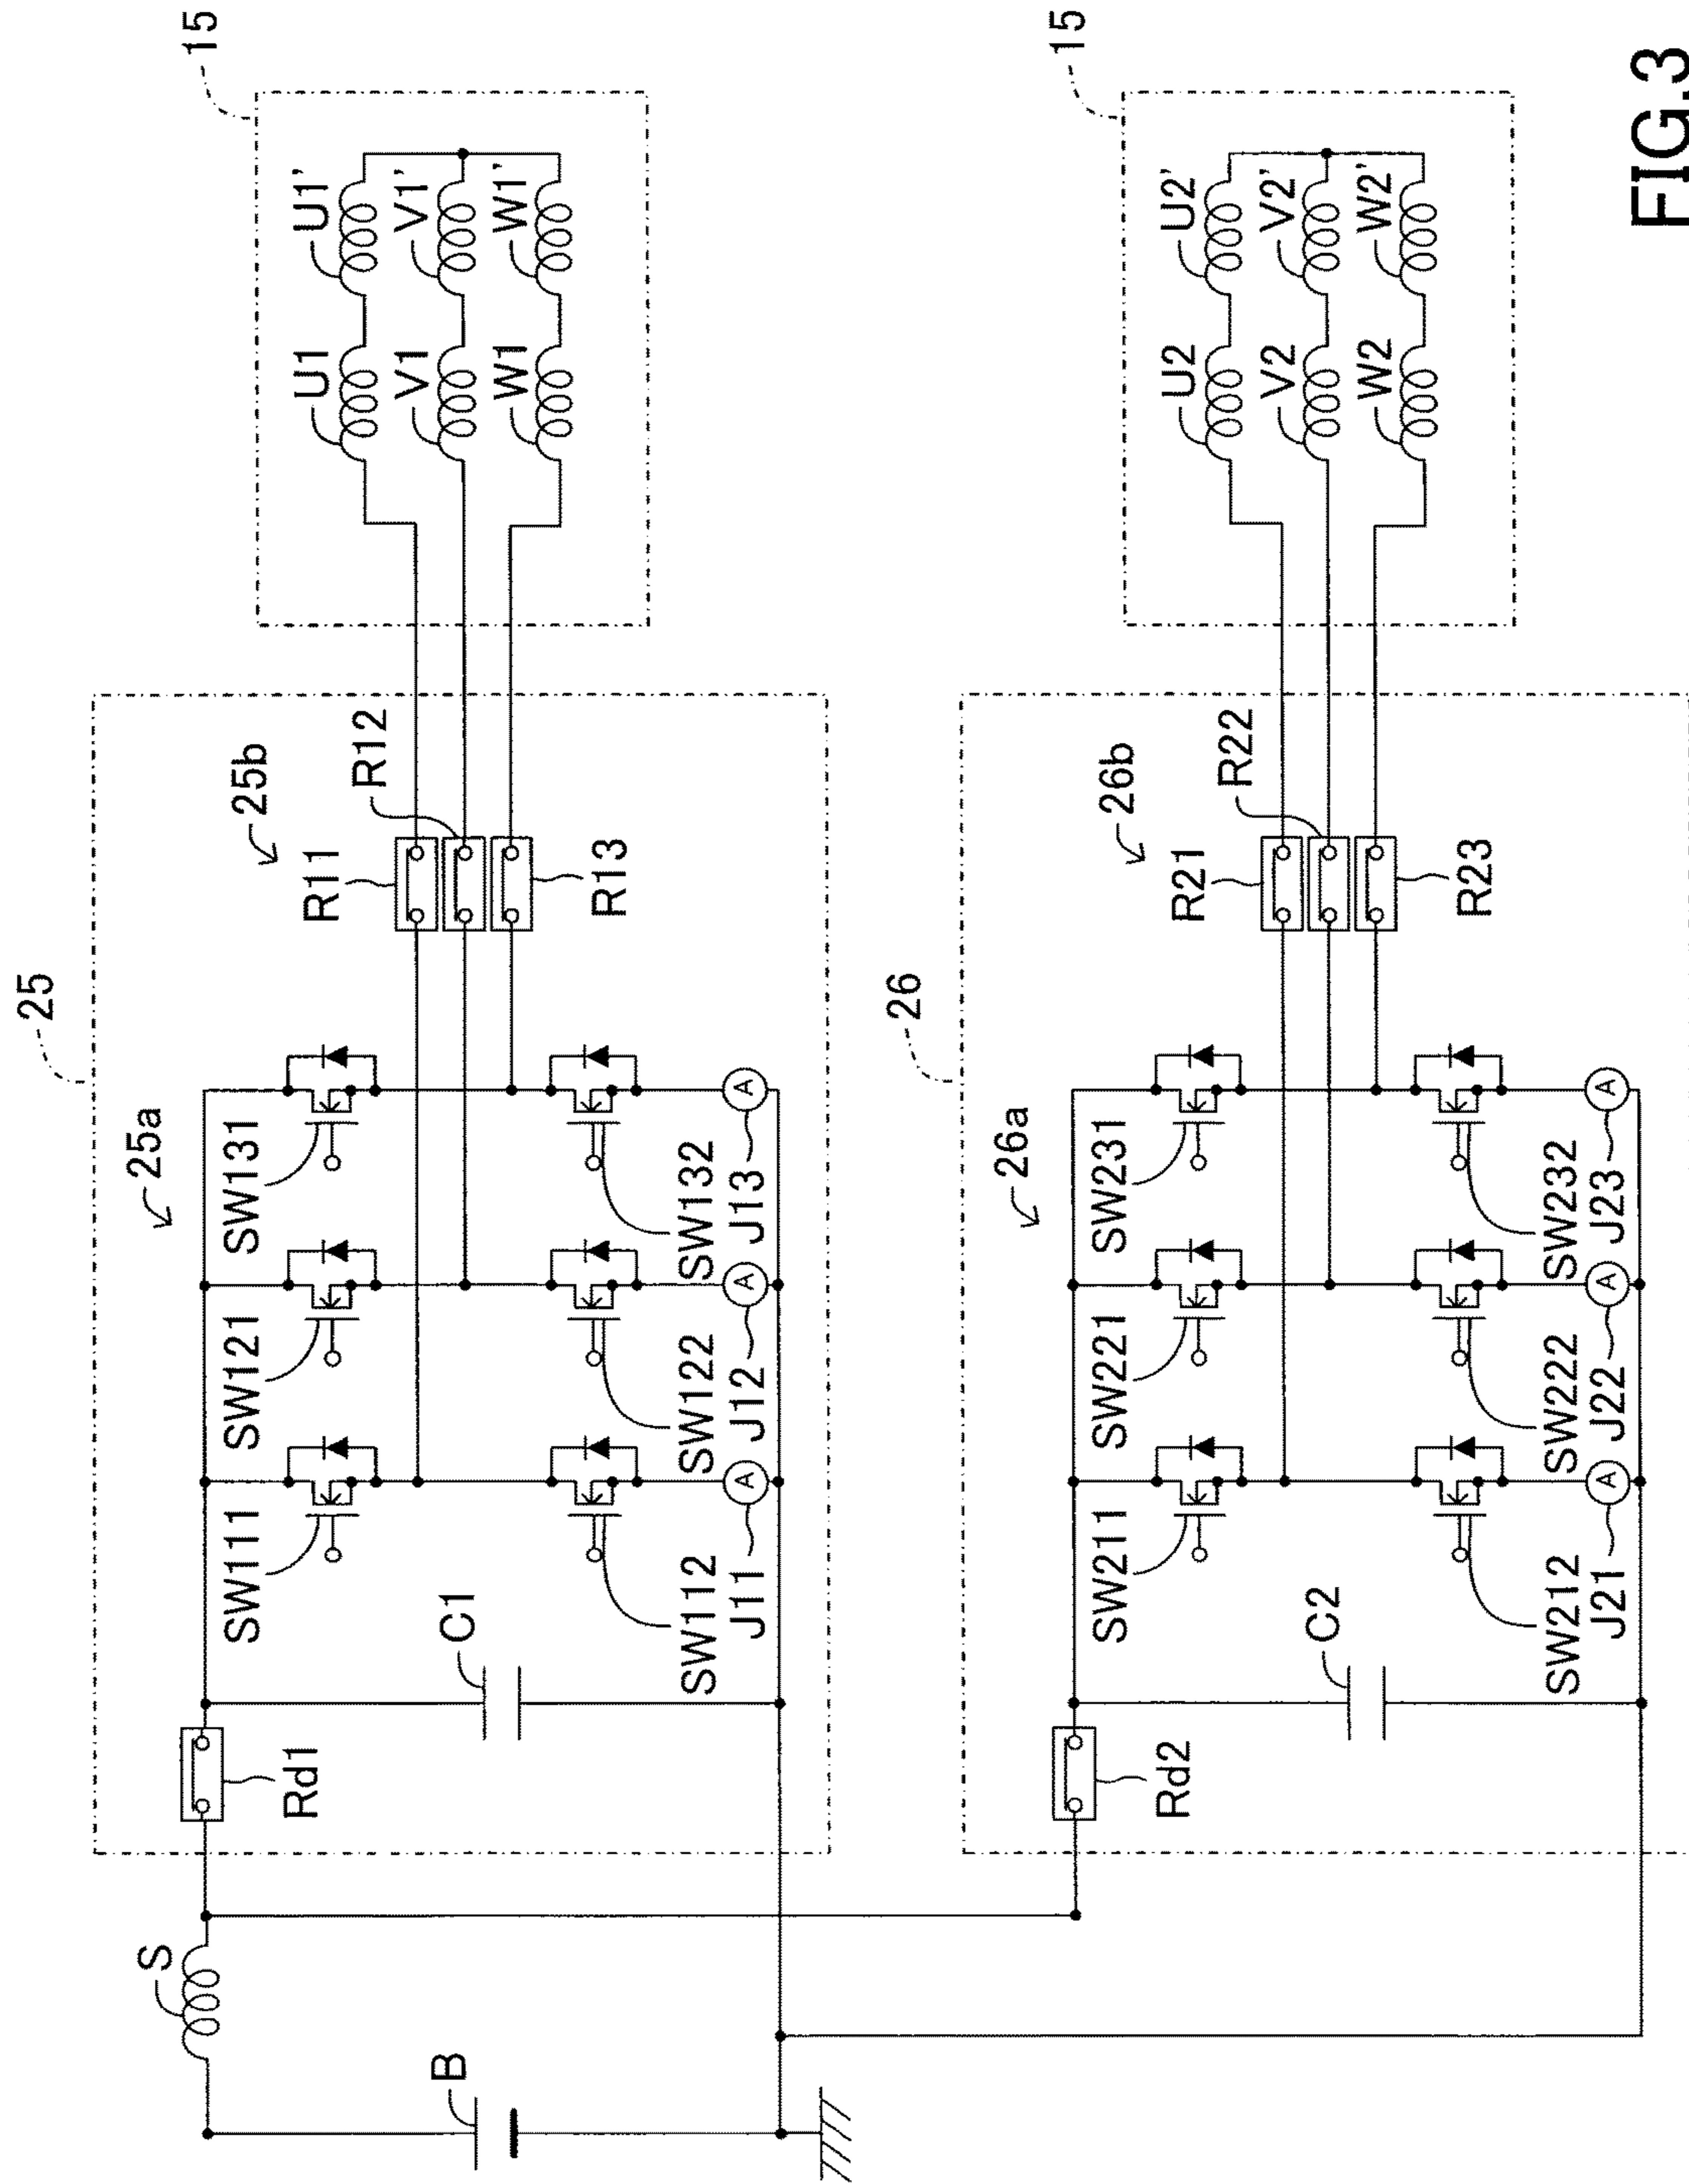 FIG.3
25
15
25a
25b
S
Rd1
SW111
SW121
SW131
R11
R12
R13
U1
U1'
V1
V1'
W1
W1'
B
C1
SW112
SW122
SW132
J11
J12
J13
A
A
A
26
15
26a
26b
Rd2
SW211
SW221
SW231
R21
R22
R23
U2
U2'
V2
V2'
W2
W2'
C2
SW212
SW222
SW232
J21
J22
J23
A
A
A